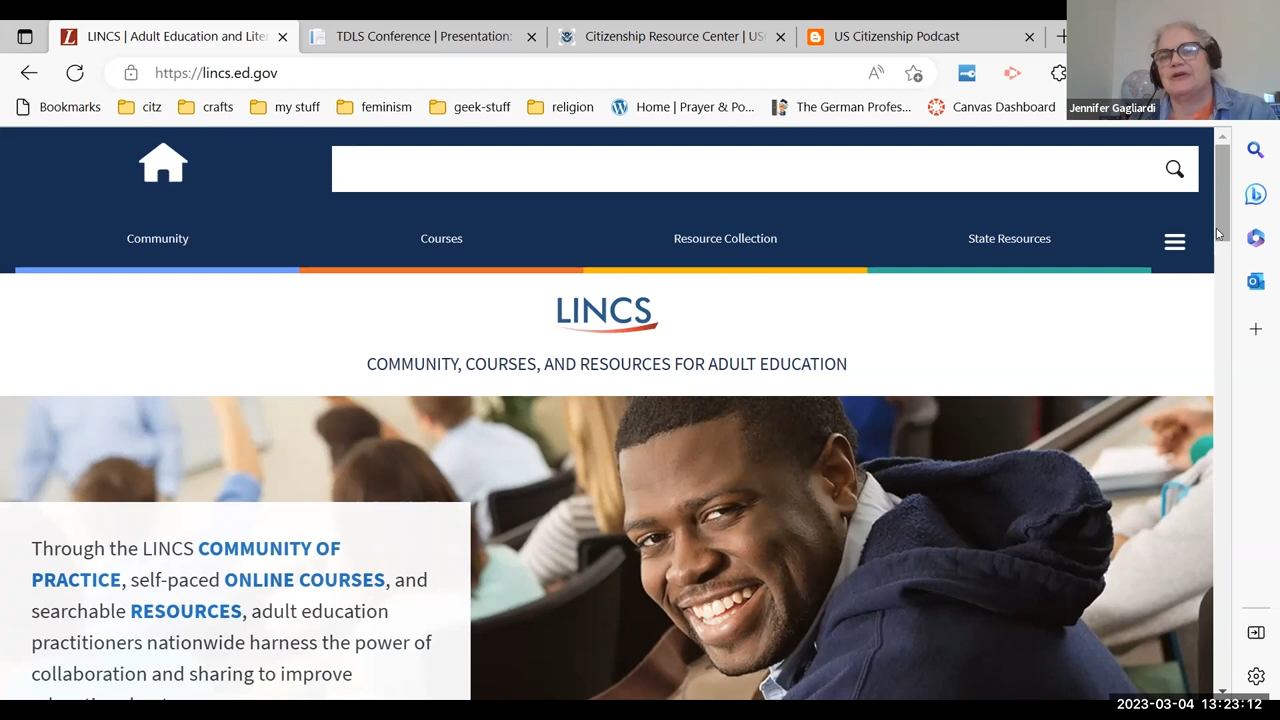 LINCS | Adult Education and Lite
TDLS Conference | Presentation:
Citizenship Resource Center | US
US Citizenship Podcast
https://lincs.ed.gov
Bookmarks
citz
crafts
my stuff
feminism
geek-stuff
religion
Home | Prayer & Po...
The German Profes...
Canvas Dashboard
Jennifer Gagliardi
Community
Courses
Resource Collection
State Resources
LINCS
COMMUNITY, COURSES, AND RESOURCES FOR ADULT EDUCATION
Through the LINCS COMMUNITY OF
PRACTICE, self-paced ONLINE COURSES, and
searchable RESOURCES, adult education
practitioners nationwide harness the power of
collaboration and sharing to improve
2023-03-04 13:23:12